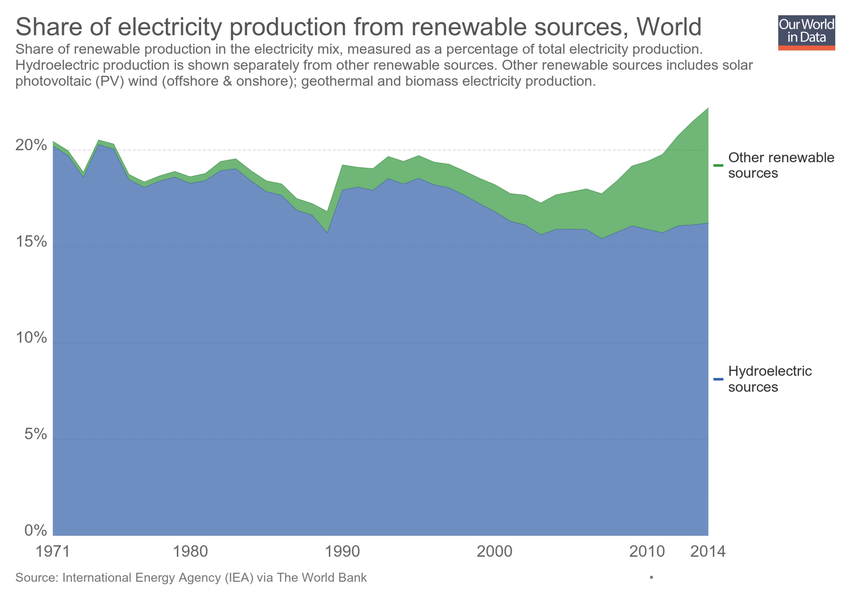 Share of electricity production from renewable sources, World
Our World
in Data
Share of renewable production in the electricity mix, measured as a percentage of total electricity production.
Hydroelectric production is shown separately from other renewable sources. Other renewable sources includes solar
photovoltaic (PV) wind (offshore & onshore); geothermal and biomass electricity production.
20%
15%
10%
5%
0%
Other renewable
sources
Hydroelectric
sources
1971 1980 1990 2000 2010 2014
Source: International Energy Agency (IEA) via The World Bank